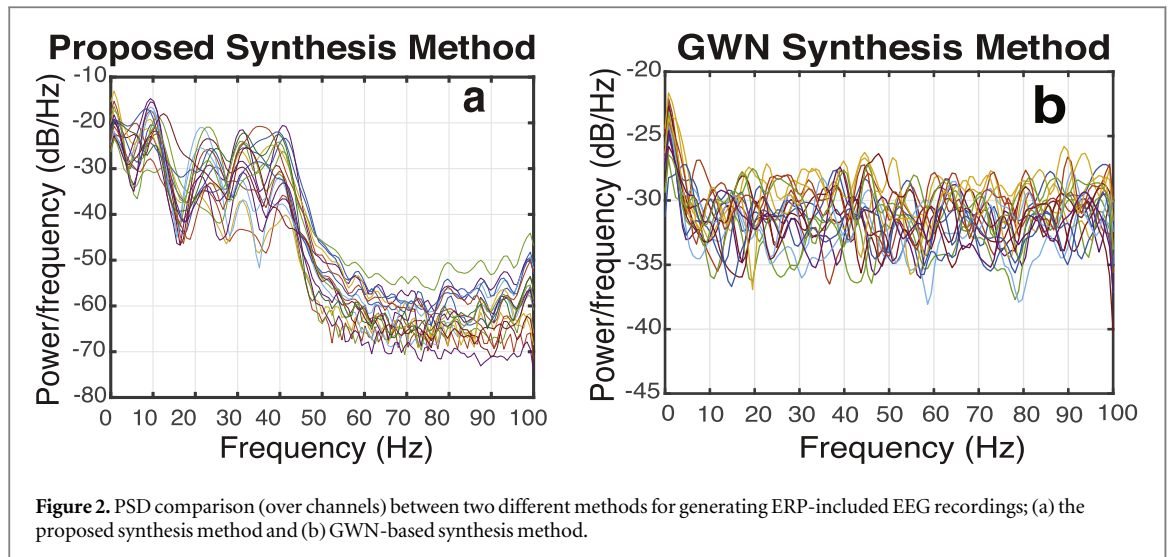 Proposed Synthesis Method
a
Power/frequency (dB/Hz)
-10
-20
-30
-40
-50
-60
-70
-80
0 10 20 30 40 50 60 70 80 90 100
Frequency (Hz)
GWN Synthesis Method
b
Power/frequency (dB/Hz)
-20
-25
-30
-35
-40
-45
0 10 20 30 40 50 60 70 80 90 100
Frequency (Hz)
Figure 2. PSD comparison (over channels) between two different methods for generating ERP-included EEG recordings; (a) the
proposed synthesis method and (b) GWN-based synthesis method.